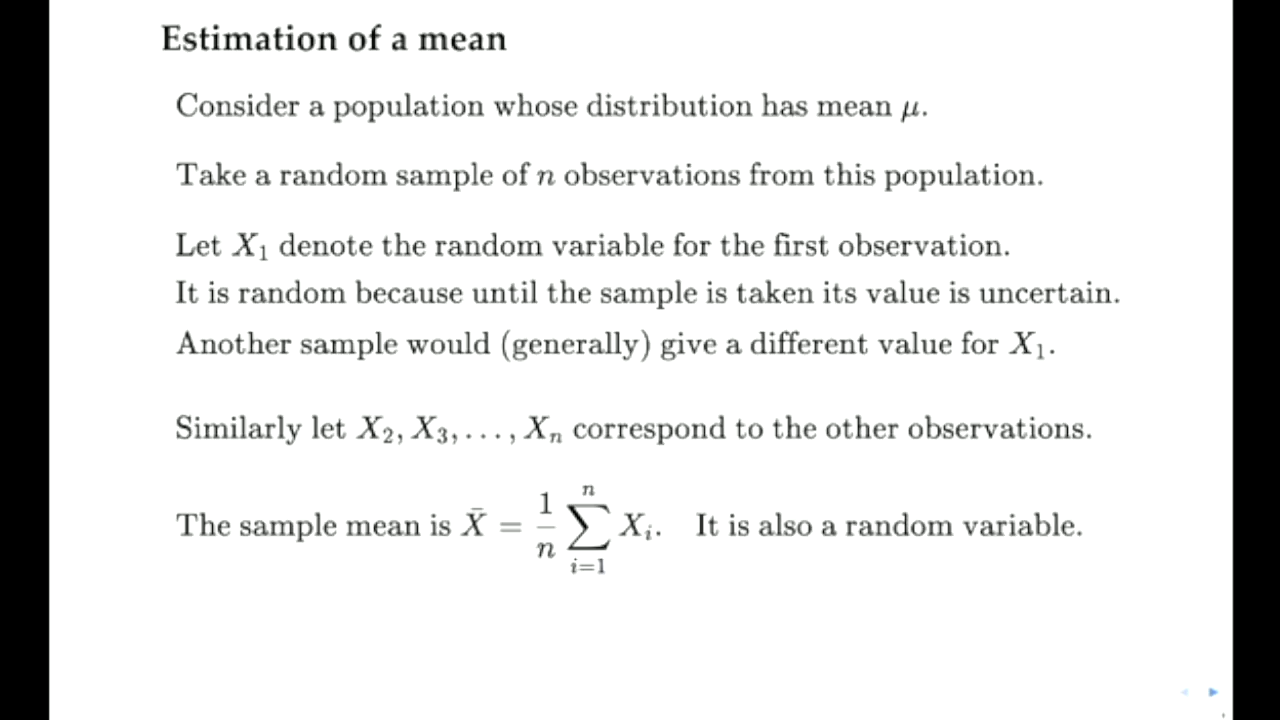 Estimation of a mean
Consider a population whose distribution has mean μ.
Take a random sample of n observations from this population.
Let X₁ denote the random variable for the first observation.
It is random because until the sample is taken its value is uncertain.
Another sample would (generally) give a different value for X₁.
Similarly let X₂, X₃, . . . , Xₙ correspond to the other observations.
The sample mean is X̄ = 1/n ∑ᵢ₌₁ⁿ Xᵢ. It is also a random variable.